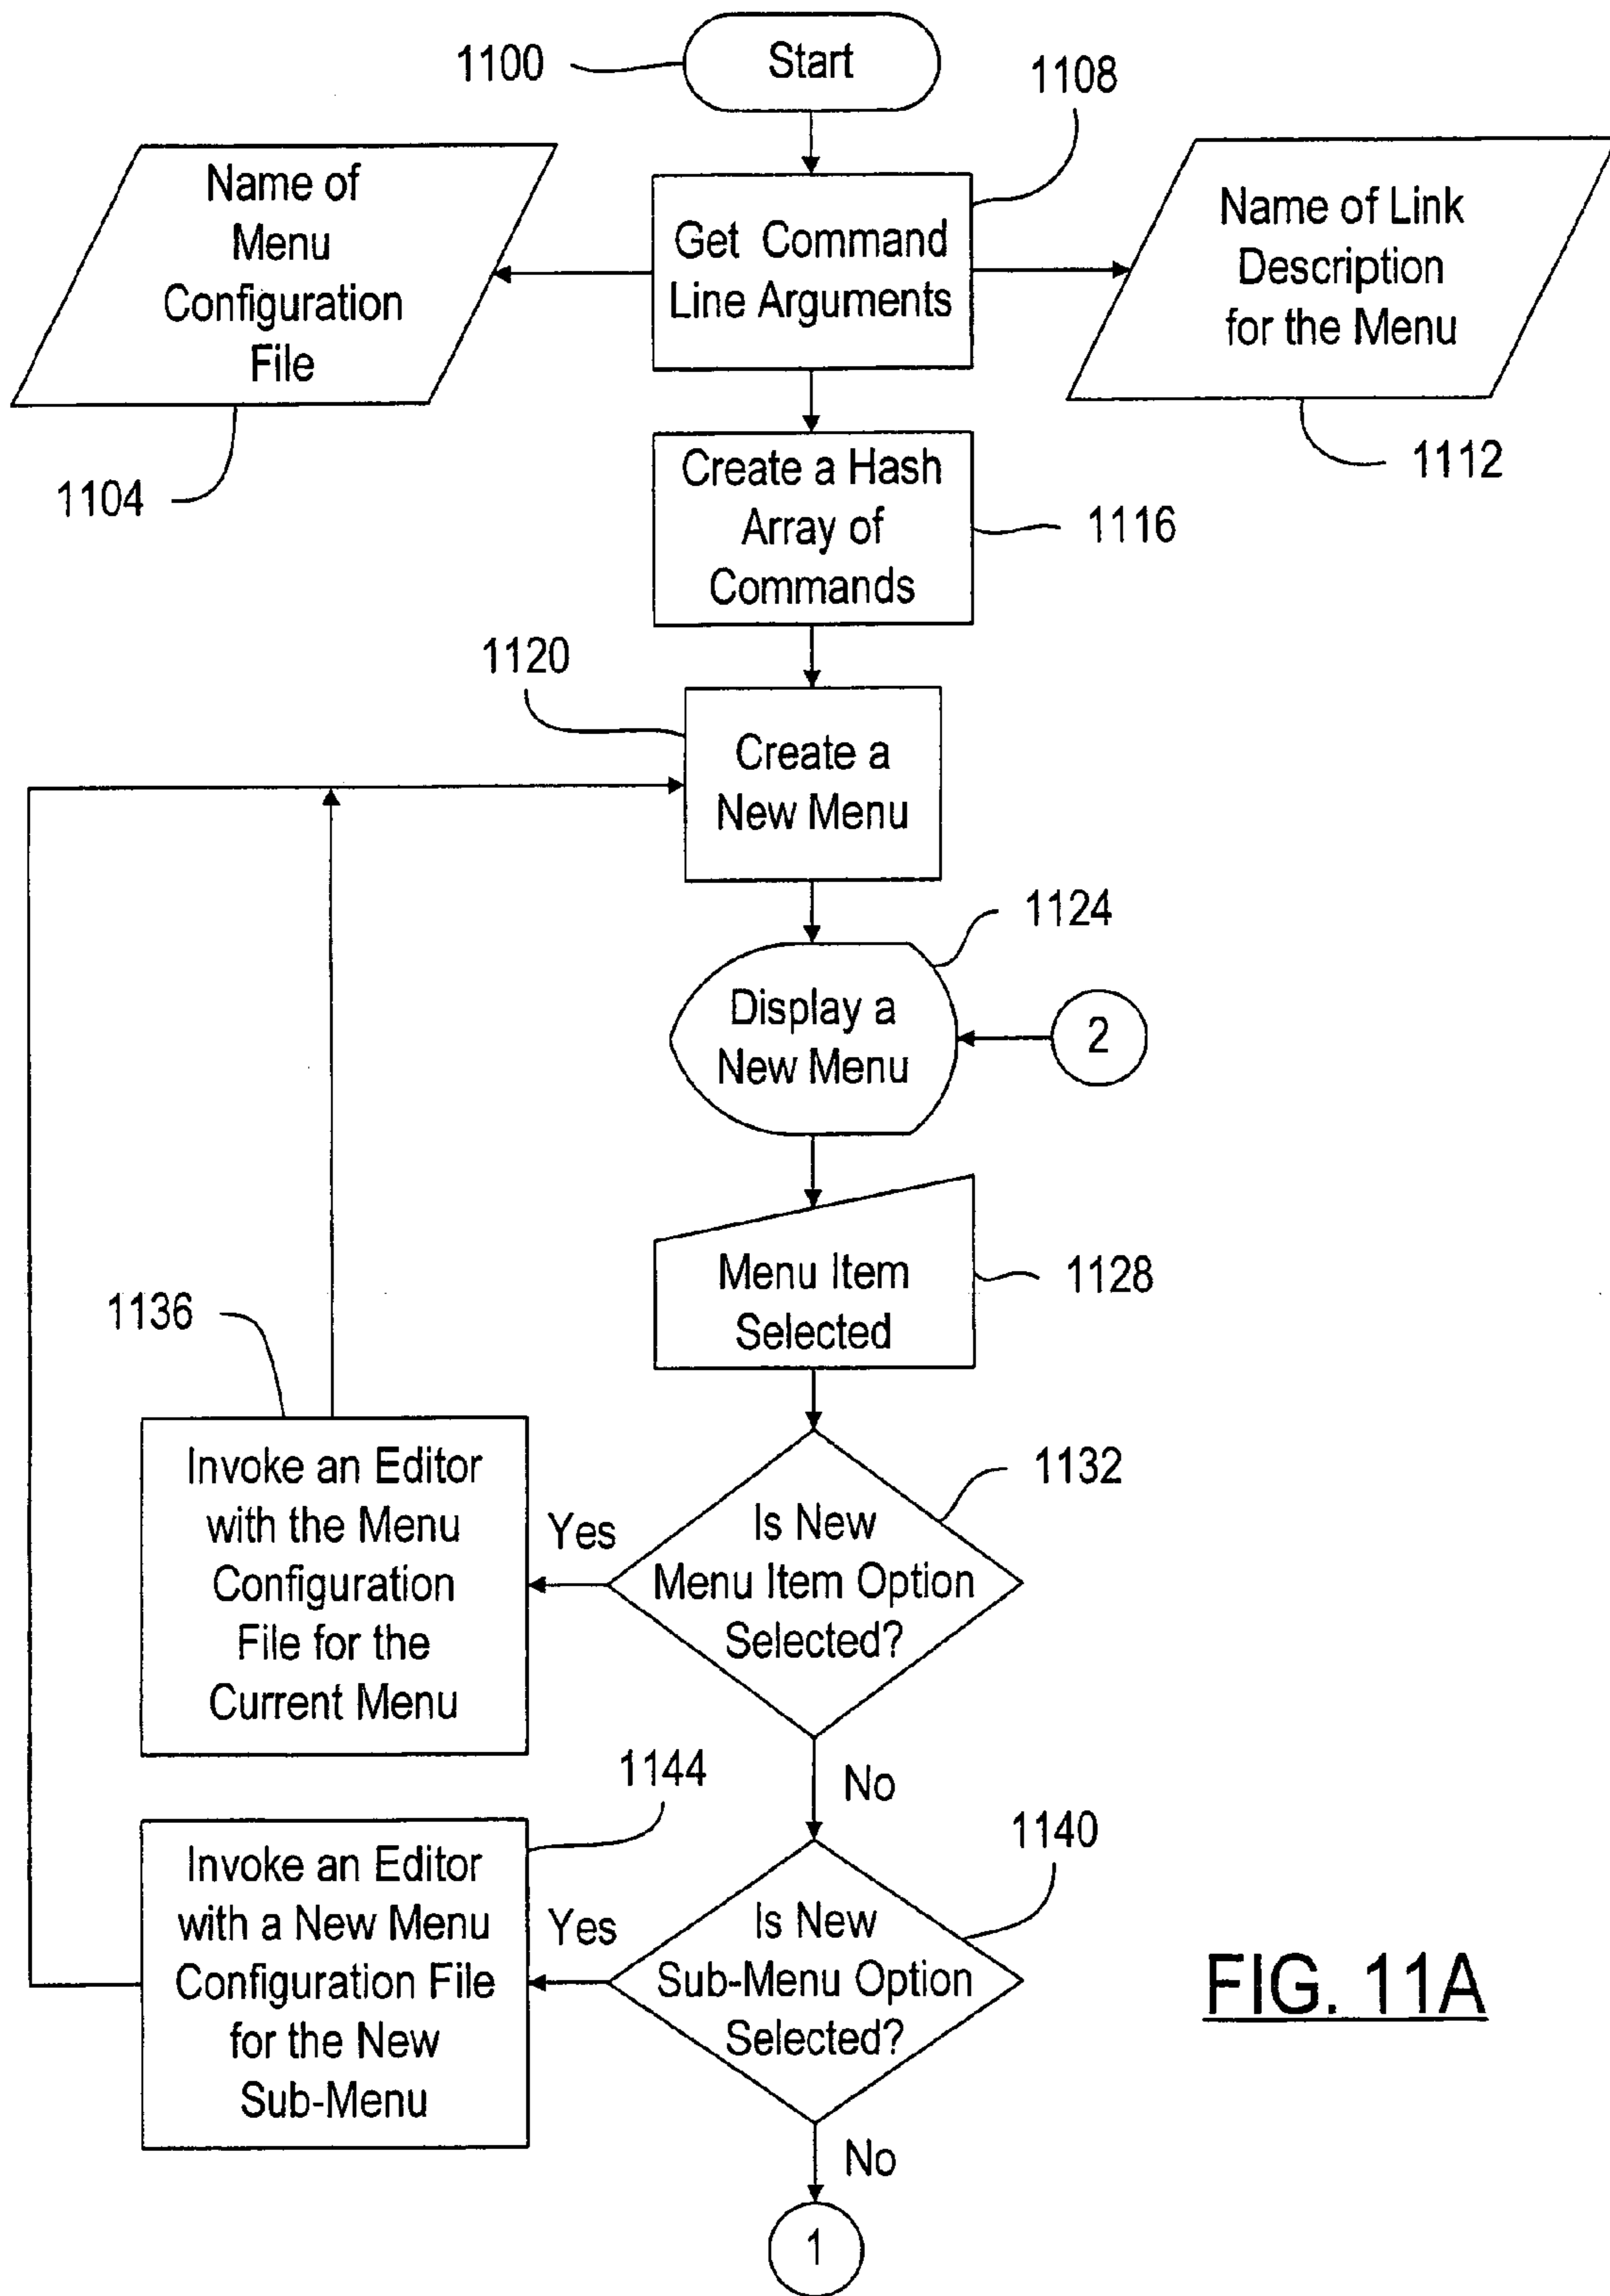 1100
Start
1108
Name of
Menu
Configuration
File
Get Command
Line Arguments
Name of Link
Description
for the Menu
1104
1112
Create a Hash
Array of
Commands
1116
1120
Create a
New Menu
1124
Display a
New Menu
2
Menu Item
Selected
1128
1136
Invoke an Editor
with the Menu
Configuration
File for the
Current Menu
Yes
Is New
Menu Item Option
Selected?
1132
No
1144
1140
Invoke an Editor
with a New Menu
Configuration File
for the New
Sub-Menu
Yes
Is New
Sub-Menu Option
Selected?
No
1
FIG. 11A